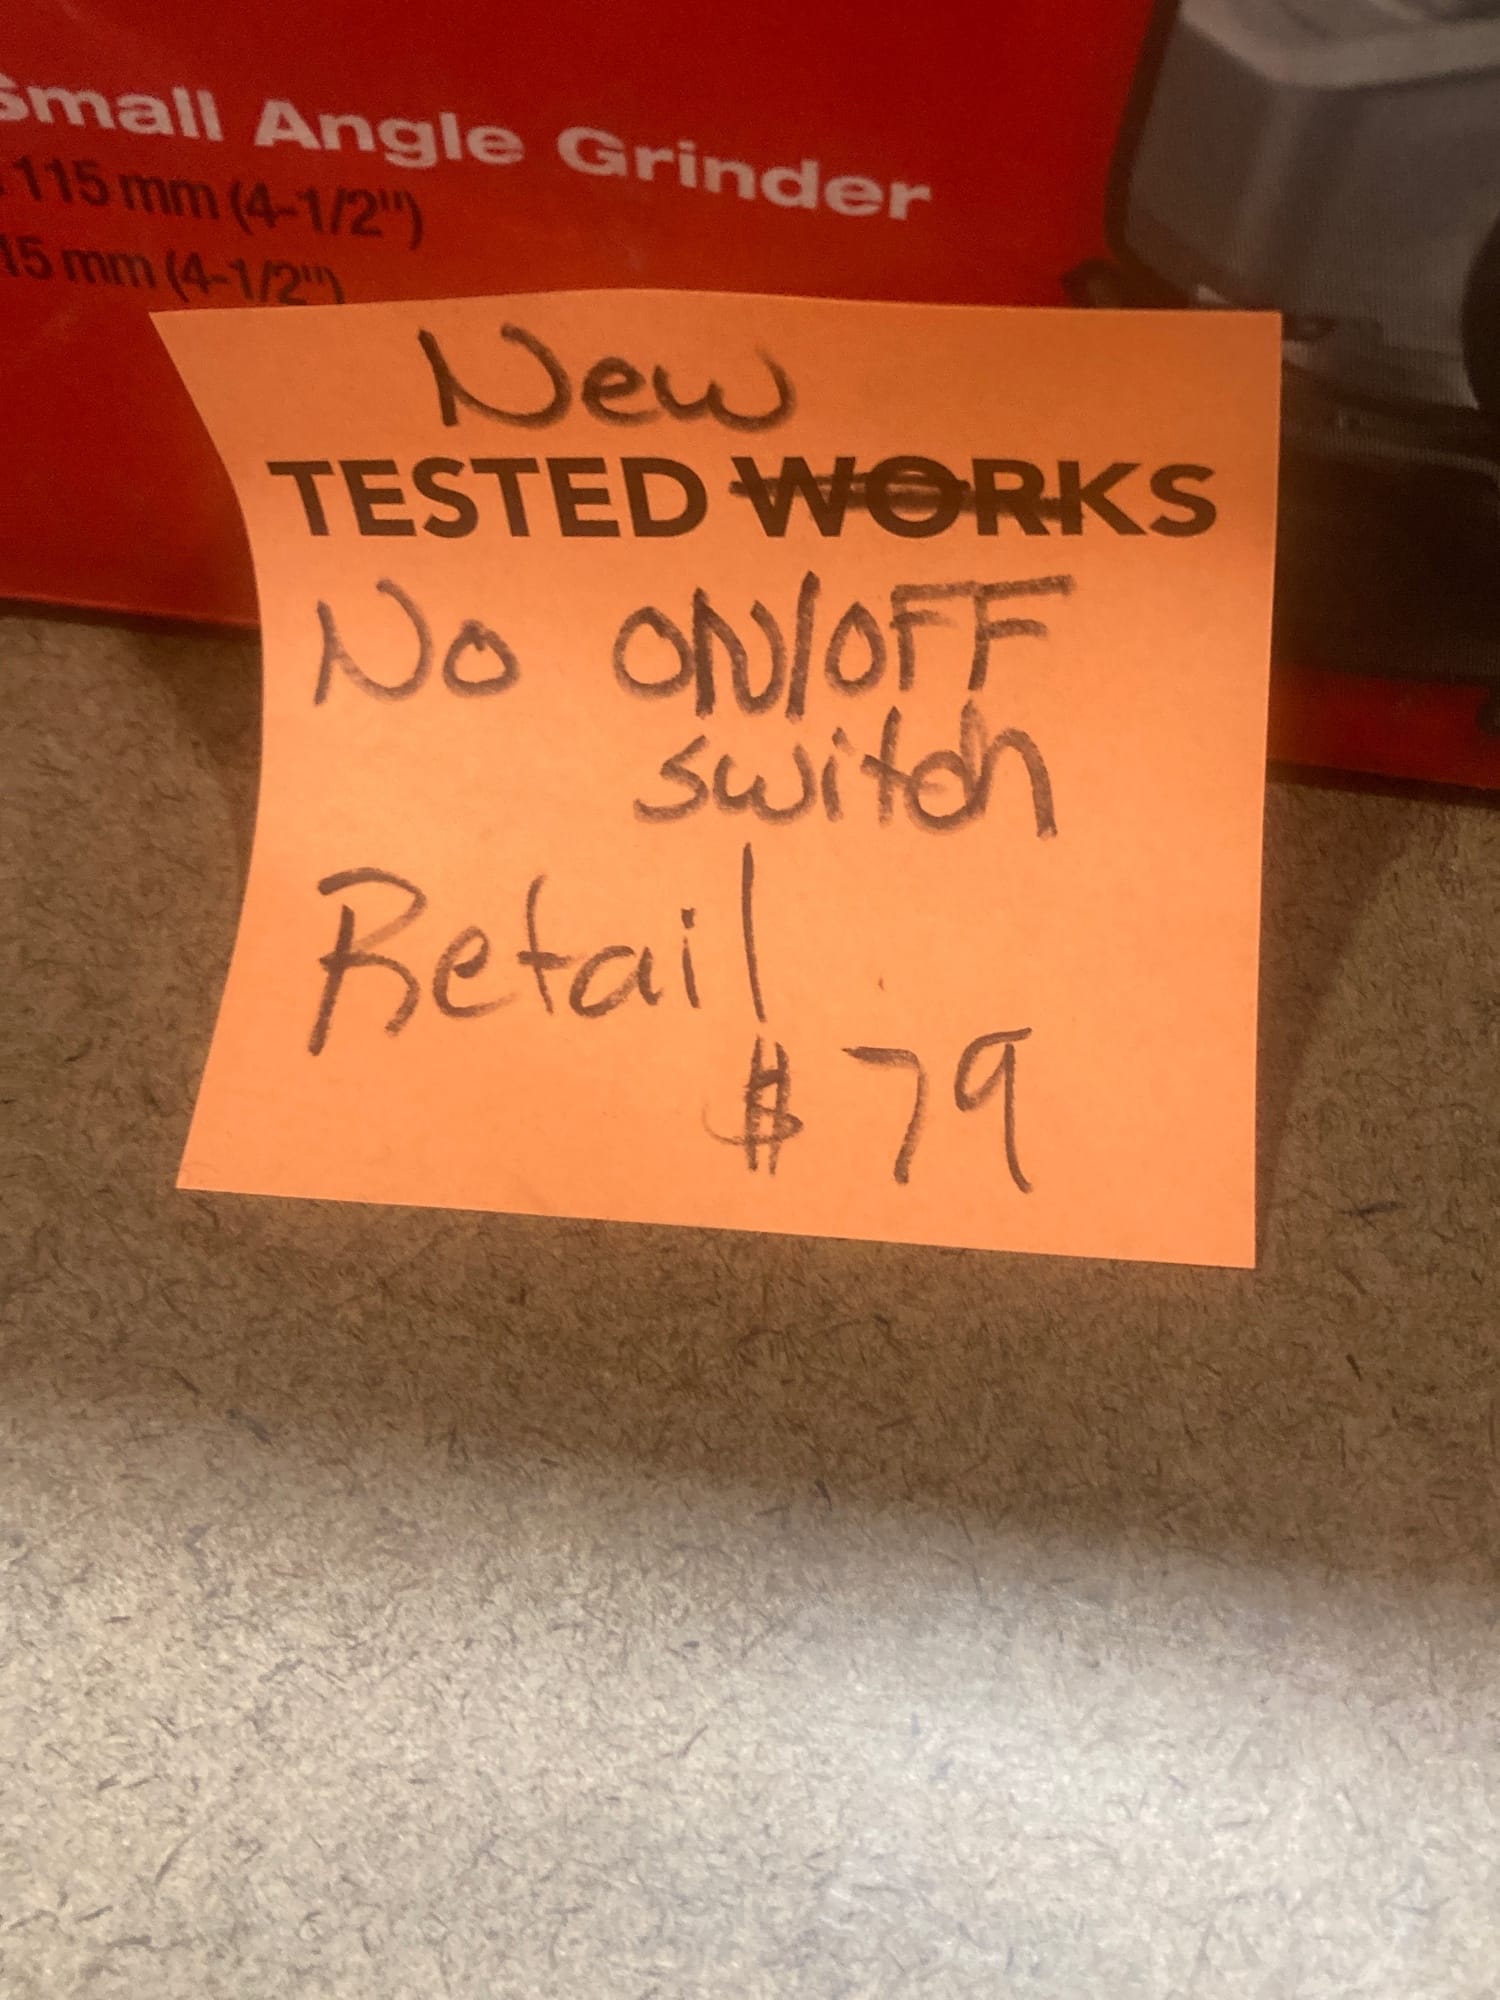 Small Angle Grinder
115 mm (4-1/2")
15 mm (4-1/2")
New
TESTED WORKS
No ON/OFF
switch
Retail
$79